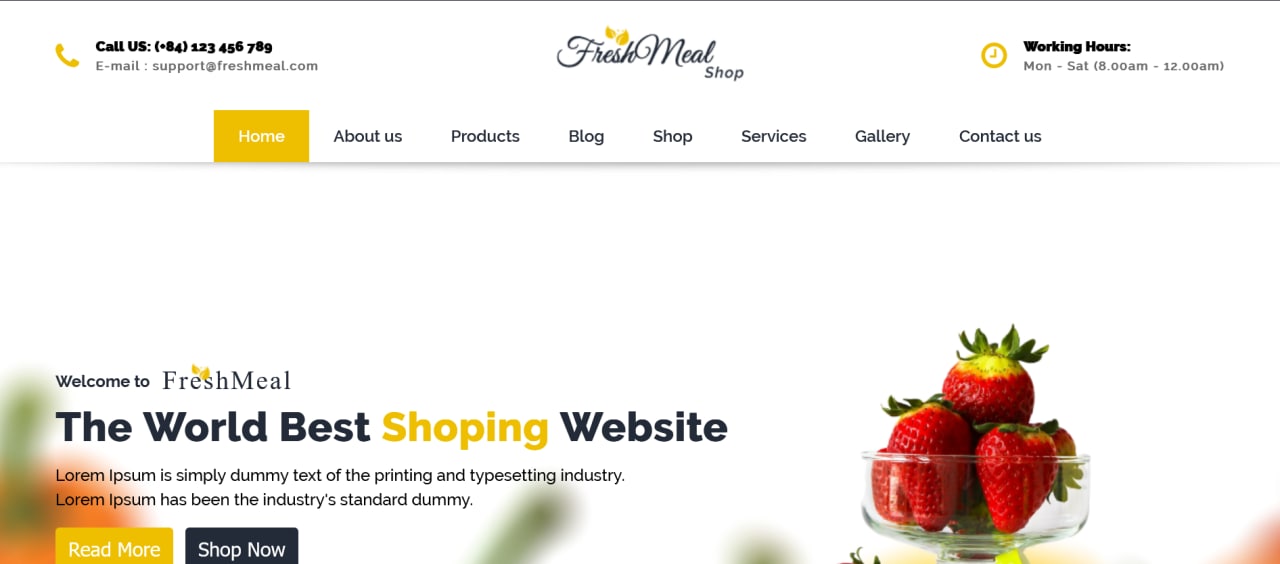 Call US: (+84) 123 456 789
E-mail : support@freshmeal.com
FreshMeal
Shop
Working Hours:
Mon - Sat (8.00am - 12.00am)
Home About us Products Blog Shop Services Gallery Contact us
Welcome to FreshMeal
The World Best Shoping Website
Lorem Ipsum is simply dummy text of the printing and typesetting industry.
Lorem Ipsum has been the industry's standard dummy.
Read More Shop Now